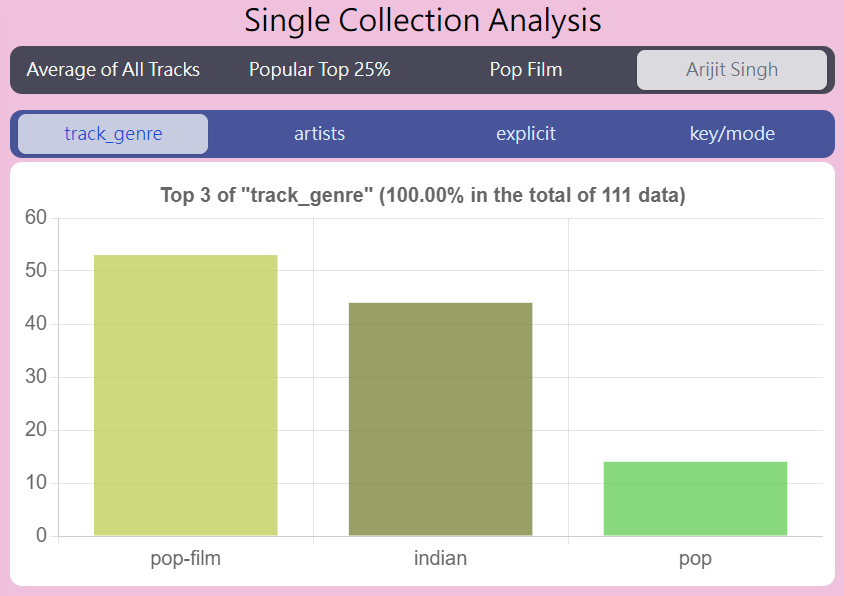 Single Collection Analysis
Average of All Tracks Popular Top 25% Pop Film Arijit Singh
track_genre artists explicit key/mode
Top 3 of "track_genre" (100.00% in the total of 111 data)
60
50
40
30
20
10
0
pop-film indian pop